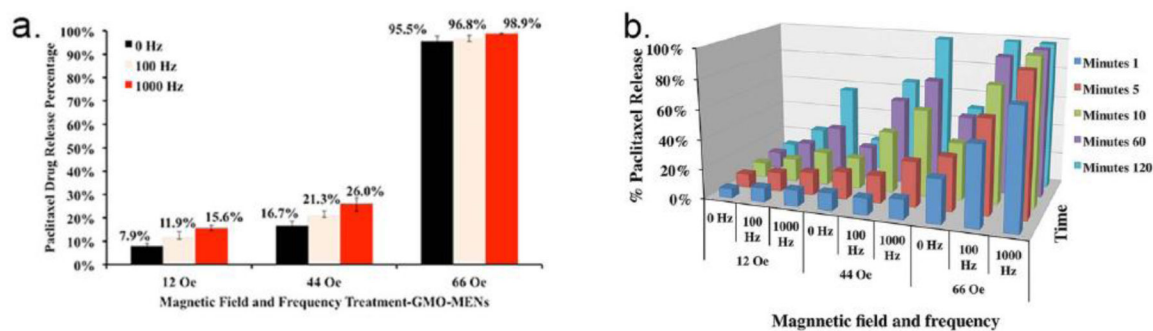 a.
Paclitaxel Drug Release Percentage
100%
90%
80%
70%
60%
50%
40%
30%
20%
10%
0%
0 Hz
100 Hz
1000 Hz
7.9%
11.9%
15.6%
16.7%
21.3%
26.0%
95.5%
96.8%
98.9%
12 Oe
44 Oe
66 Oe
Magnetic Field and Frequency Treatment-GMO-MENs
b.
% Paclitaxel Release
100%
80%
60%
40%
20%
0%
0 Hz
100
Hz
1000
Hz
0 Hz
100
Hz
1000
Hz
0 Hz
100
Hz
1000
Hz
12 Oe
44 Oe
66 Oe
Magnnetic field and frequency
Time
Minutes 1
Minutes 5
Minutes 10
Minutes 60
Minutes 120